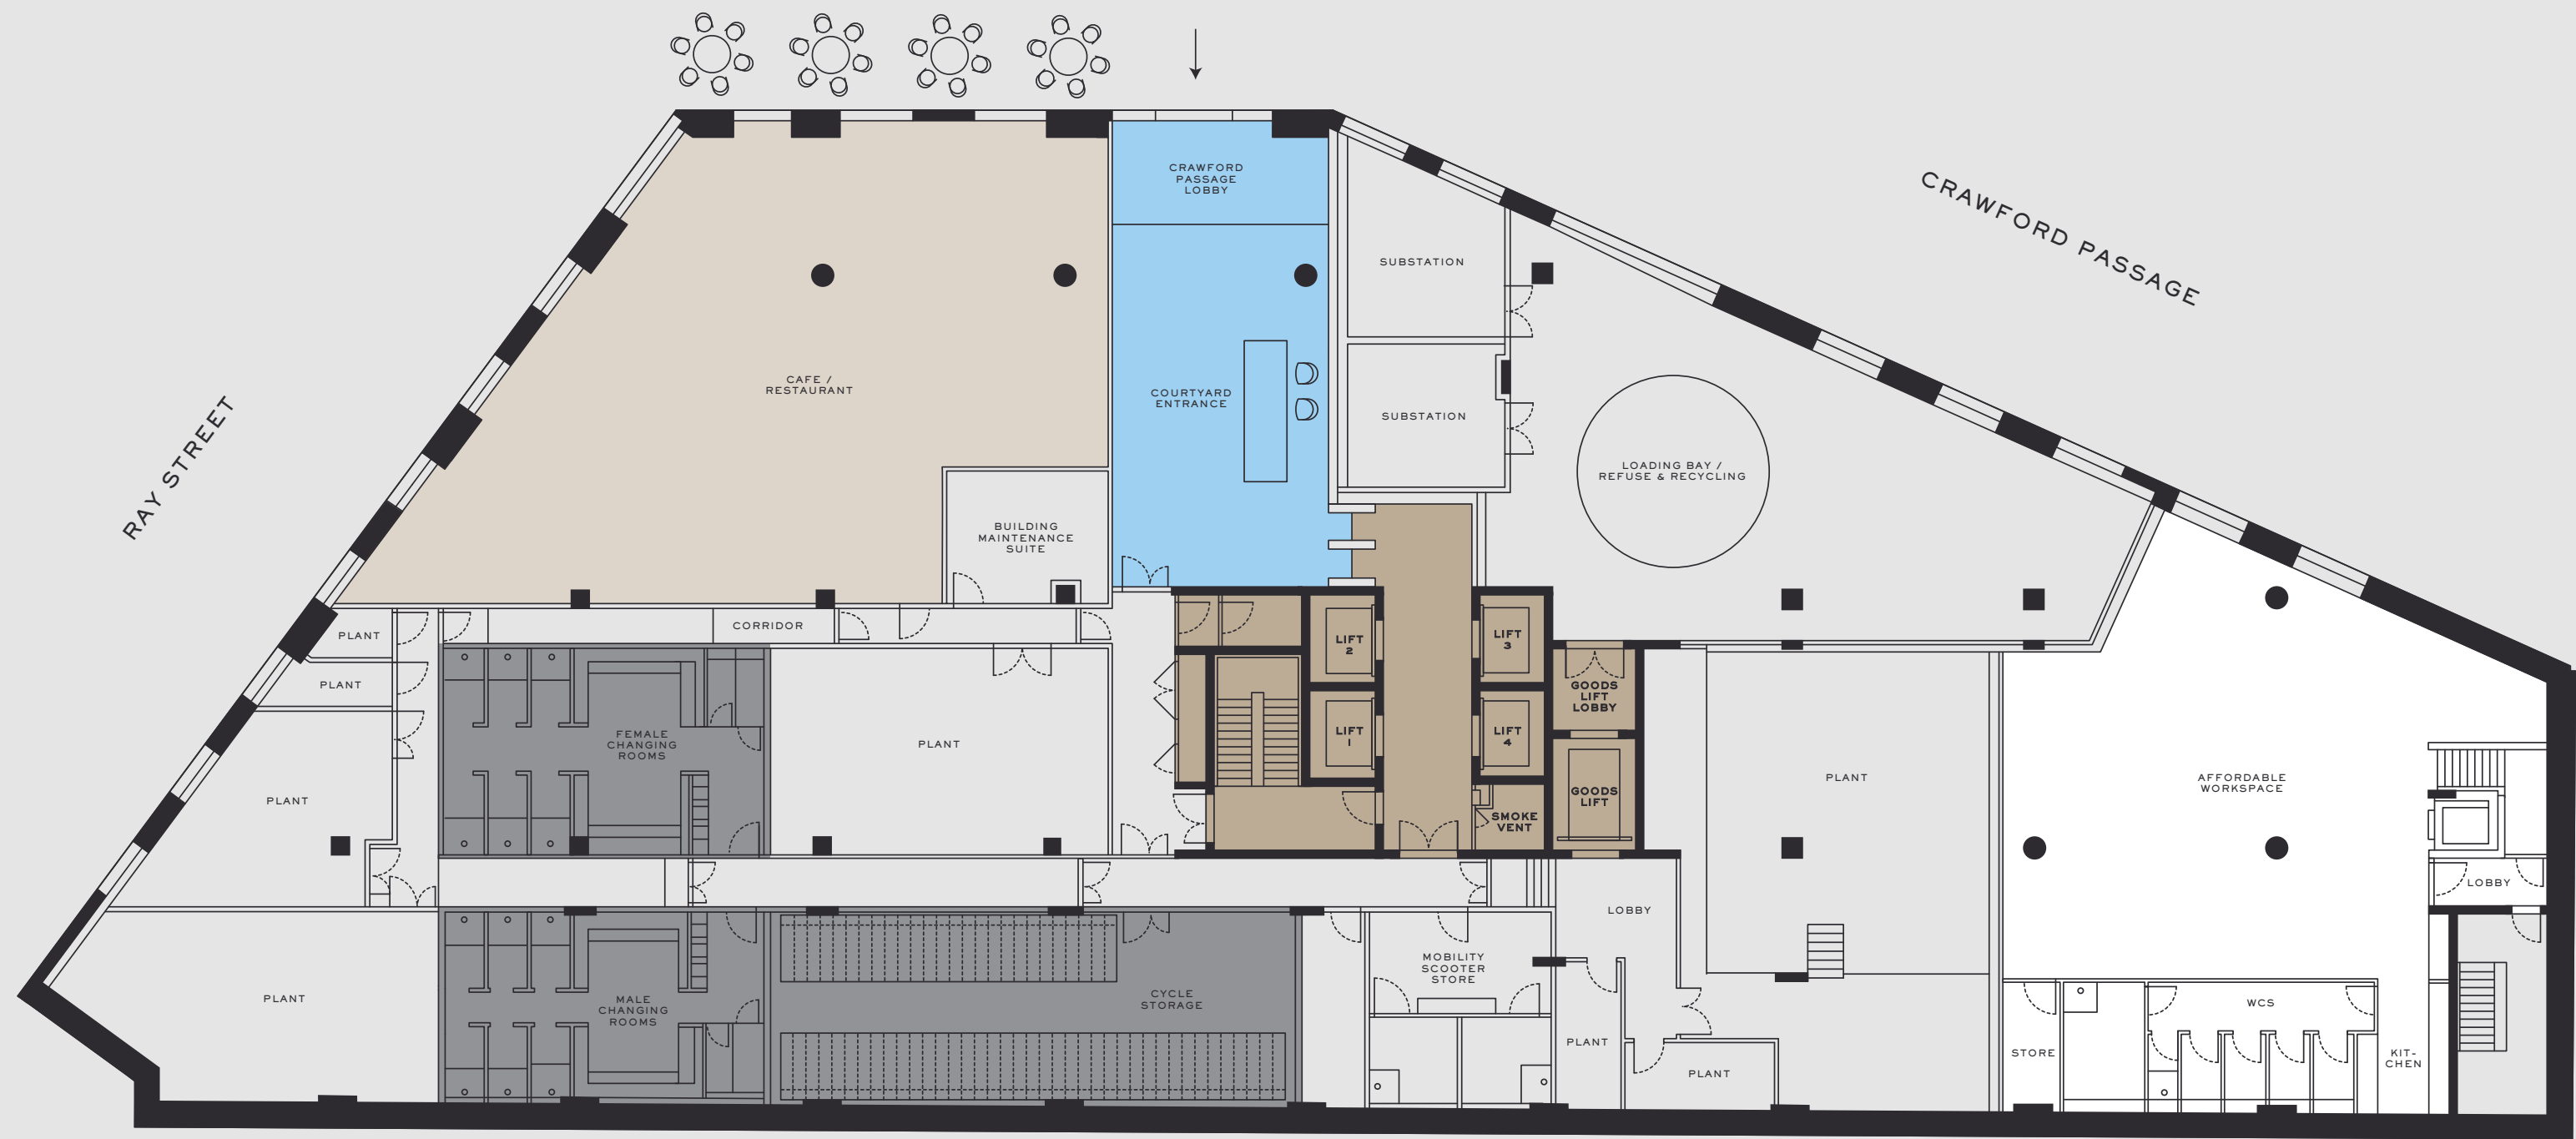 CRAWFORD
PASSAGE
LOBBY
CRAWFORD PASSAGE
SUBSTATION
CAFE /
RESTAURANT
COURTYARD
ENTRANCE
SUBSTATION
RAY STREET
LOADING BAY /
REFUSE & RECYCLING
BUILDING
MAINTENANCE
SUITE
PLANT
CORRIDOR
LIFT
2
LIFT
3
PLANT
GOODS
LIFT
LOBBY
FEMALE
CHANGING
ROOMS
PLANT
LIFT
1
LIFT
4
PLANT
AFFORDABLE
WORKSPACE
PLANT
GOODS
LIFT
SMOKE
VENT
LOBBY
LOBBY
MOBILITY
SCOOTER
STORE
PLANT
MALE
CHANGING
ROOMS
CYCLE
STORAGE
WCS
PLANT
STORE
KIT-
CHEN
PLANT